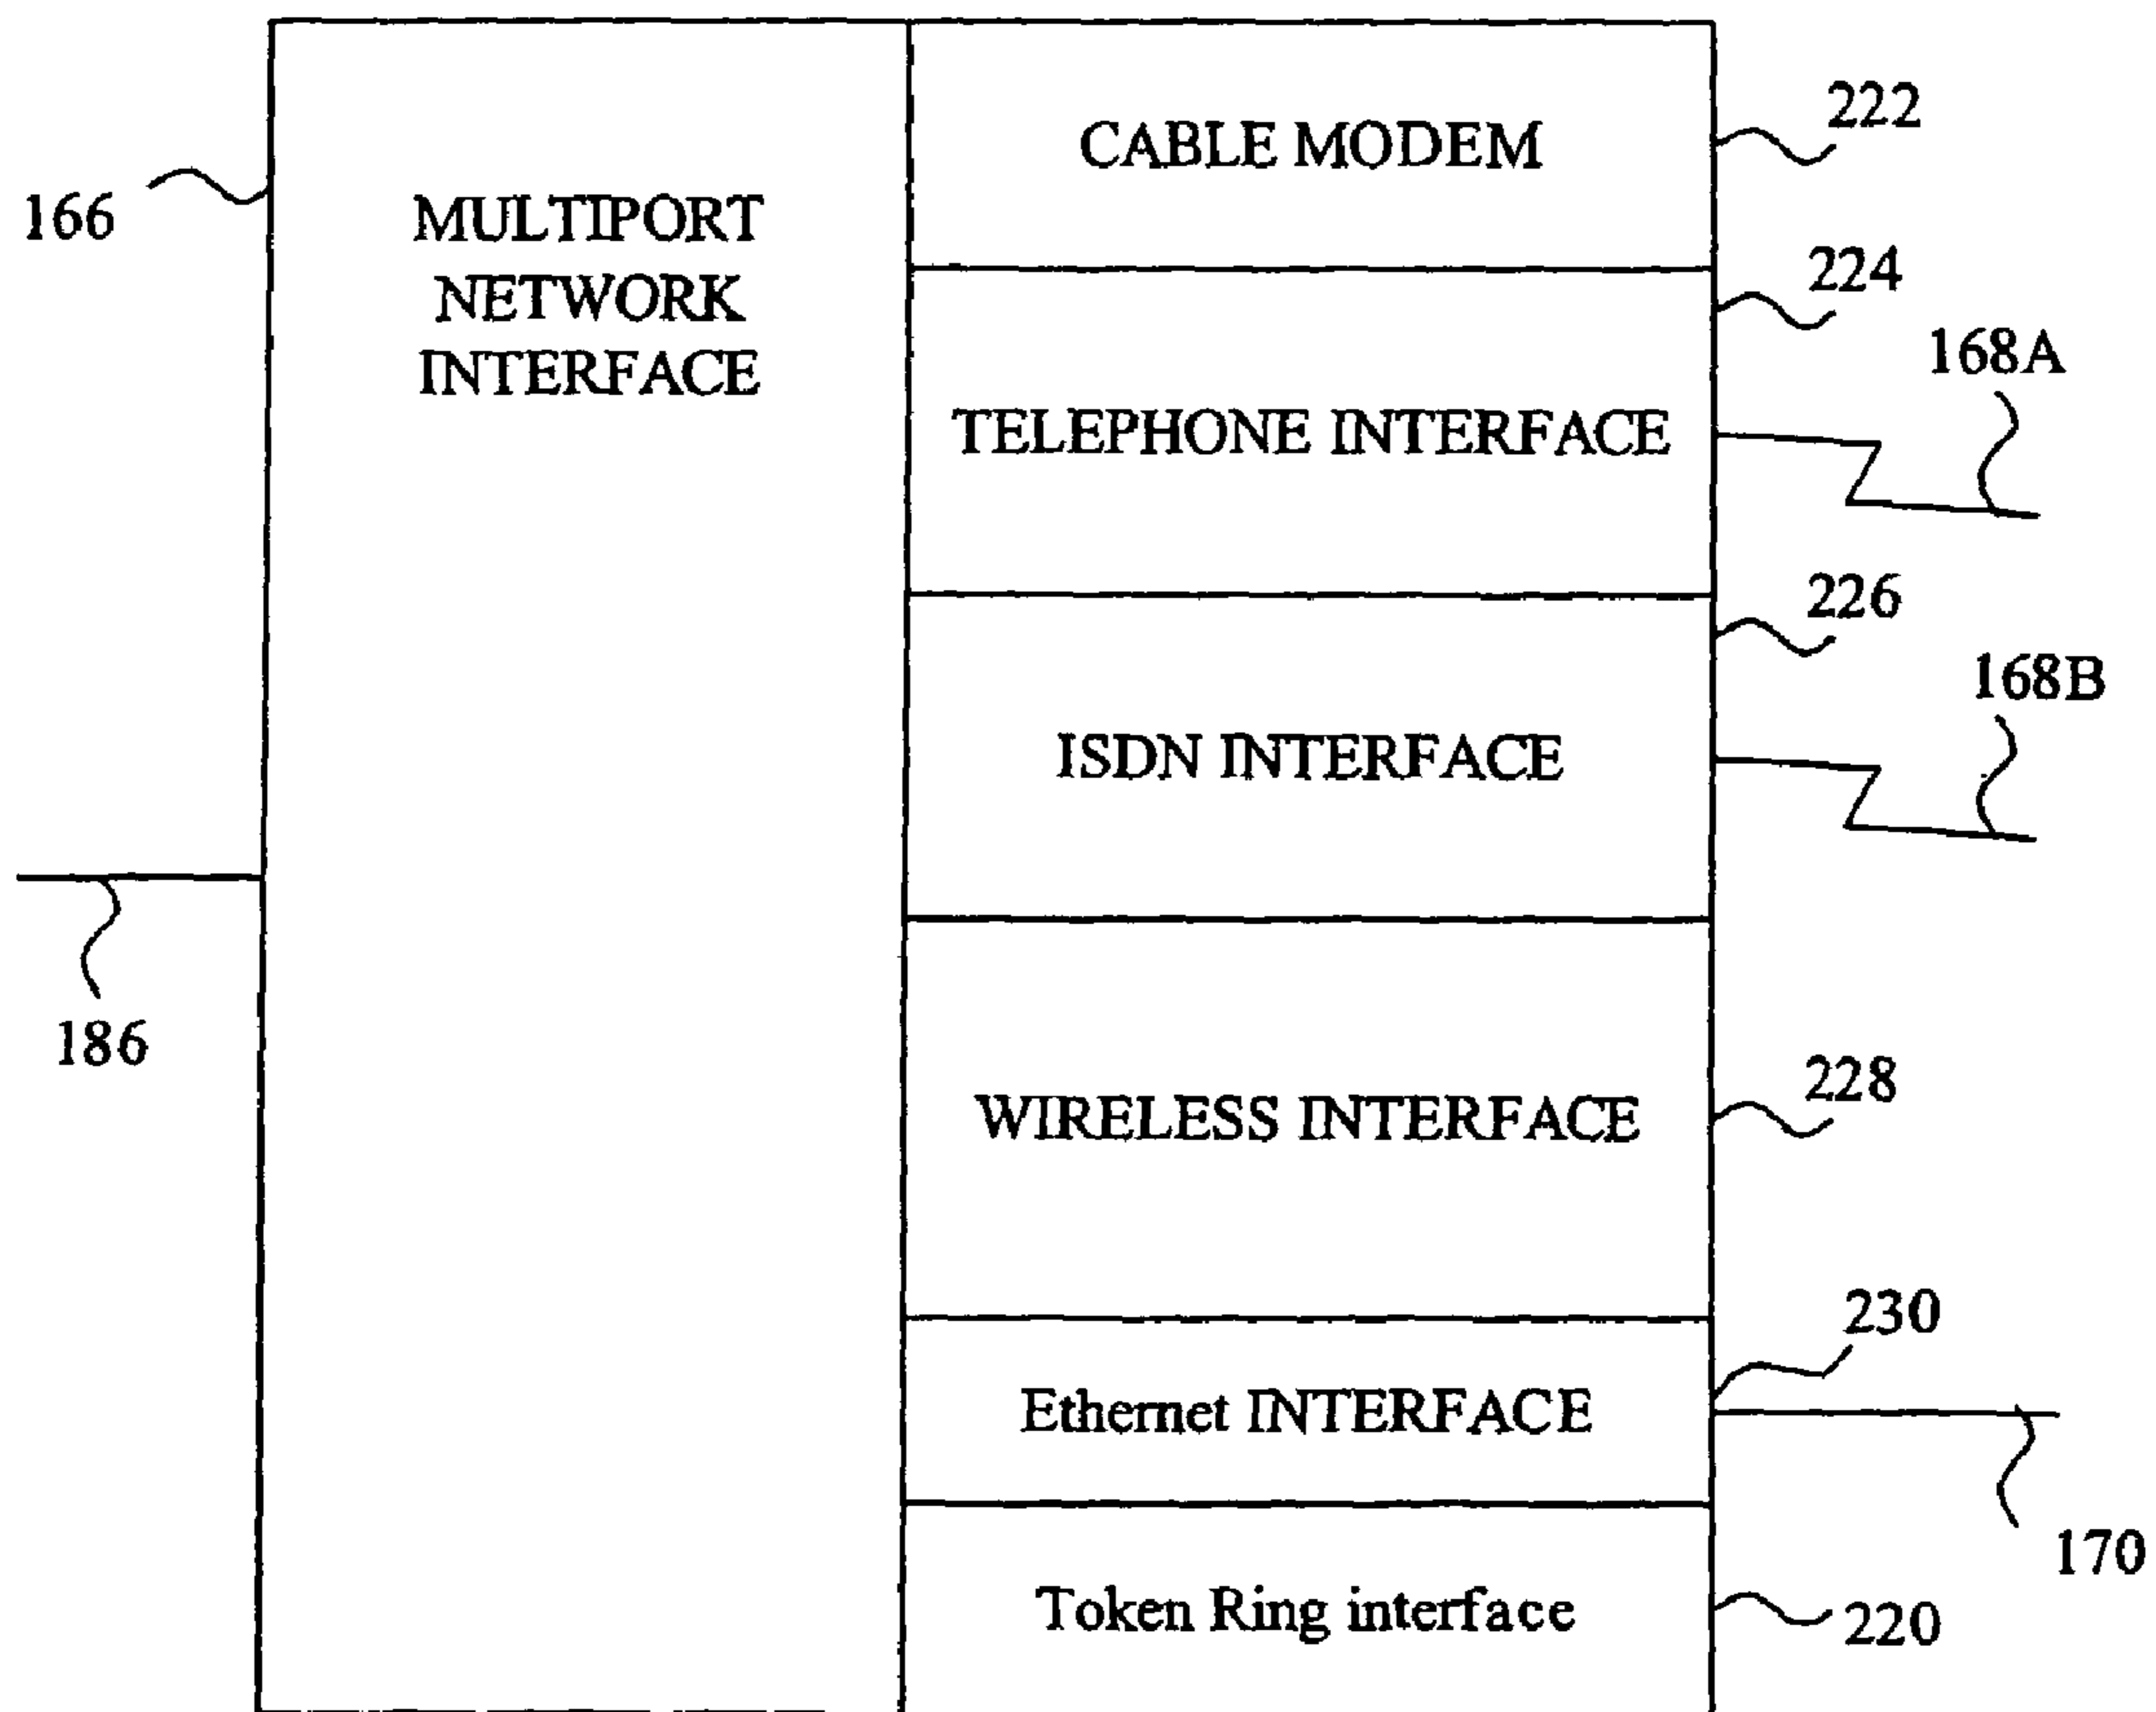 166
MULTIPORT
NETWORK
INTERFACE
186
CABLE MODEM
222
TELEPHONE INTERFACE
224
168A
ISDN INTERFACE
226
168B
WIRELESS INTERFACE
228
Ethernet INTERFACE
230
170
Token Ring interface
220